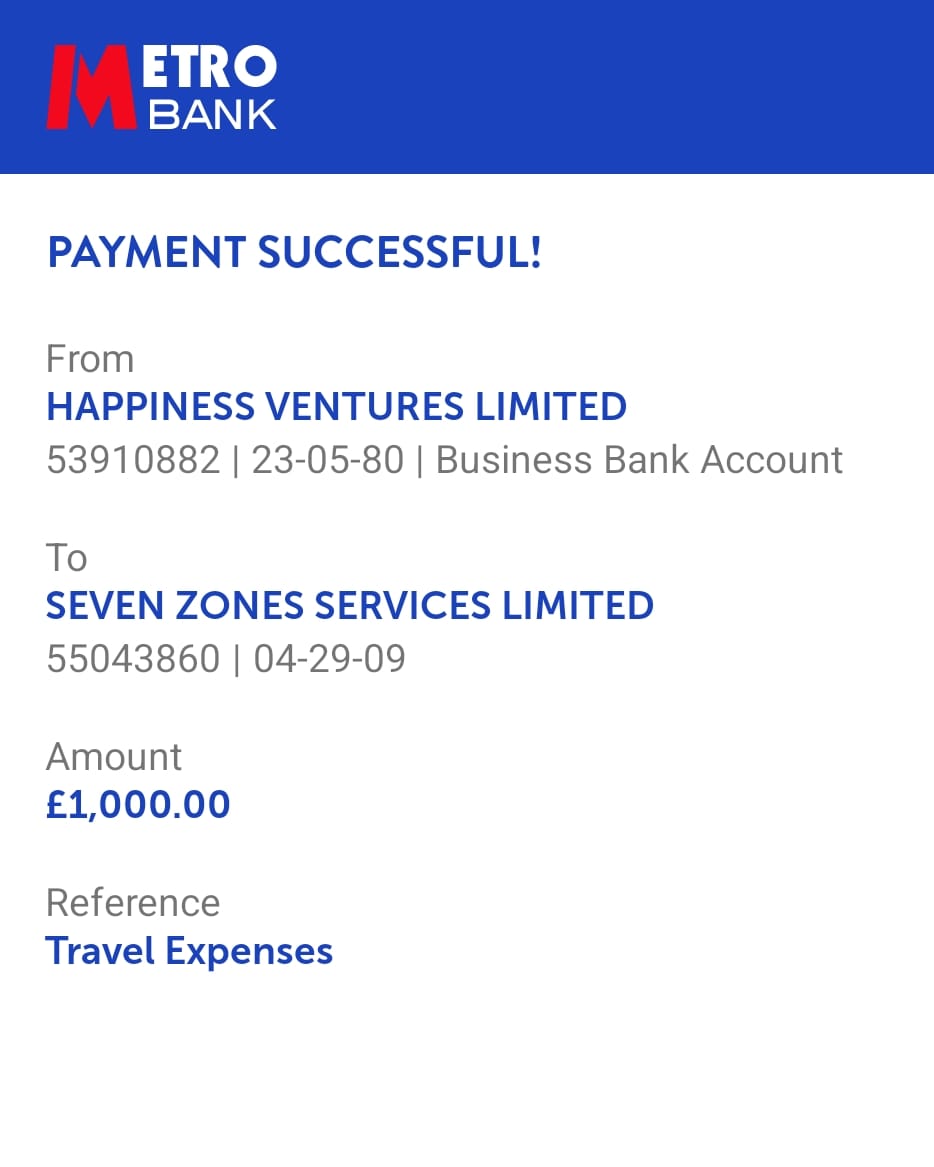 METRO
BANK
PAYMENT SUCCESSFUL!
From
HAPPINESS VENTURES LIMITED
53910882 | 23-05-80 | Business Bank Account
To
SEVEN ZONES SERVICES LIMITED
55043860 | 04-29-09
Amount
£1,000.00
Reference
Travel Expenses